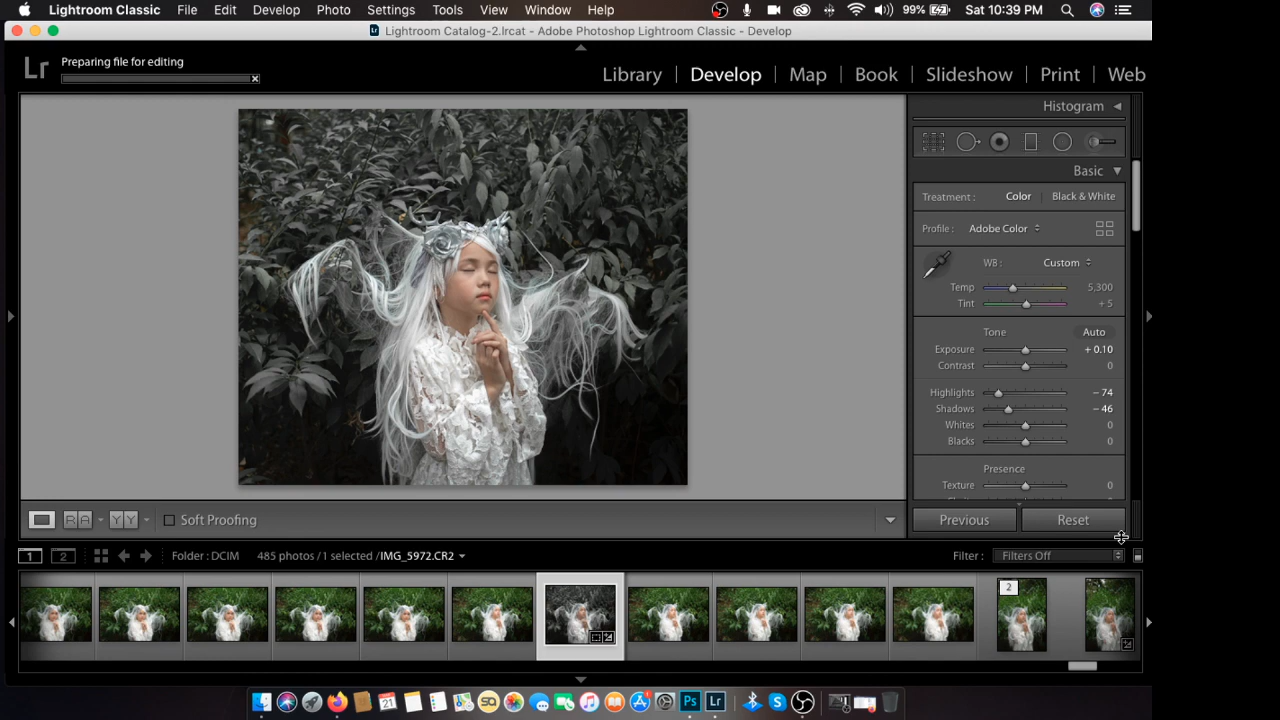 Lightroom Classic File Edit Develop Photo Settings Tools View Window Help 99% Sat 10:39 PM
Lightroom Catalog-2.lrcat - Adobe Photoshop Lightroom Classic - Develop
Lr
Preparing file for editing
Library | Develop | Map | Book | Slideshow | Print | Web
Histogram
Basic
Treatment : Color Black & White
Profile : Adobe Color
WB : Custom
Temp 5,300
Tint + 5
Tone Auto
Exposure + 0.10
Contrast 0
Highlights − 74
Shadows − 46
Whites 0
Blacks 0
Presence
Texture 0
Previous Reset
R A Y Y Soft Proofing
1 2 Folder : DCIM 485 photos / 1 selected / IMG_5972.CR2 Filter : Filters Off
2
21 SQ Ps Lr